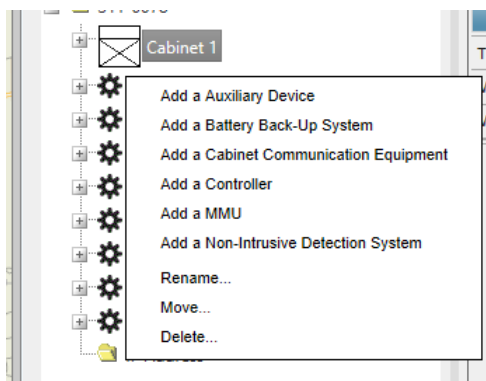 Cabinet 1
Add a Auxiliary Device
Add a Battery Back-Up System
Add a Cabinet Communication Equipment
Add a Controller
Add a MMU
Add a Non-Intrusive Detection System
Rename...
Move...
Delete...